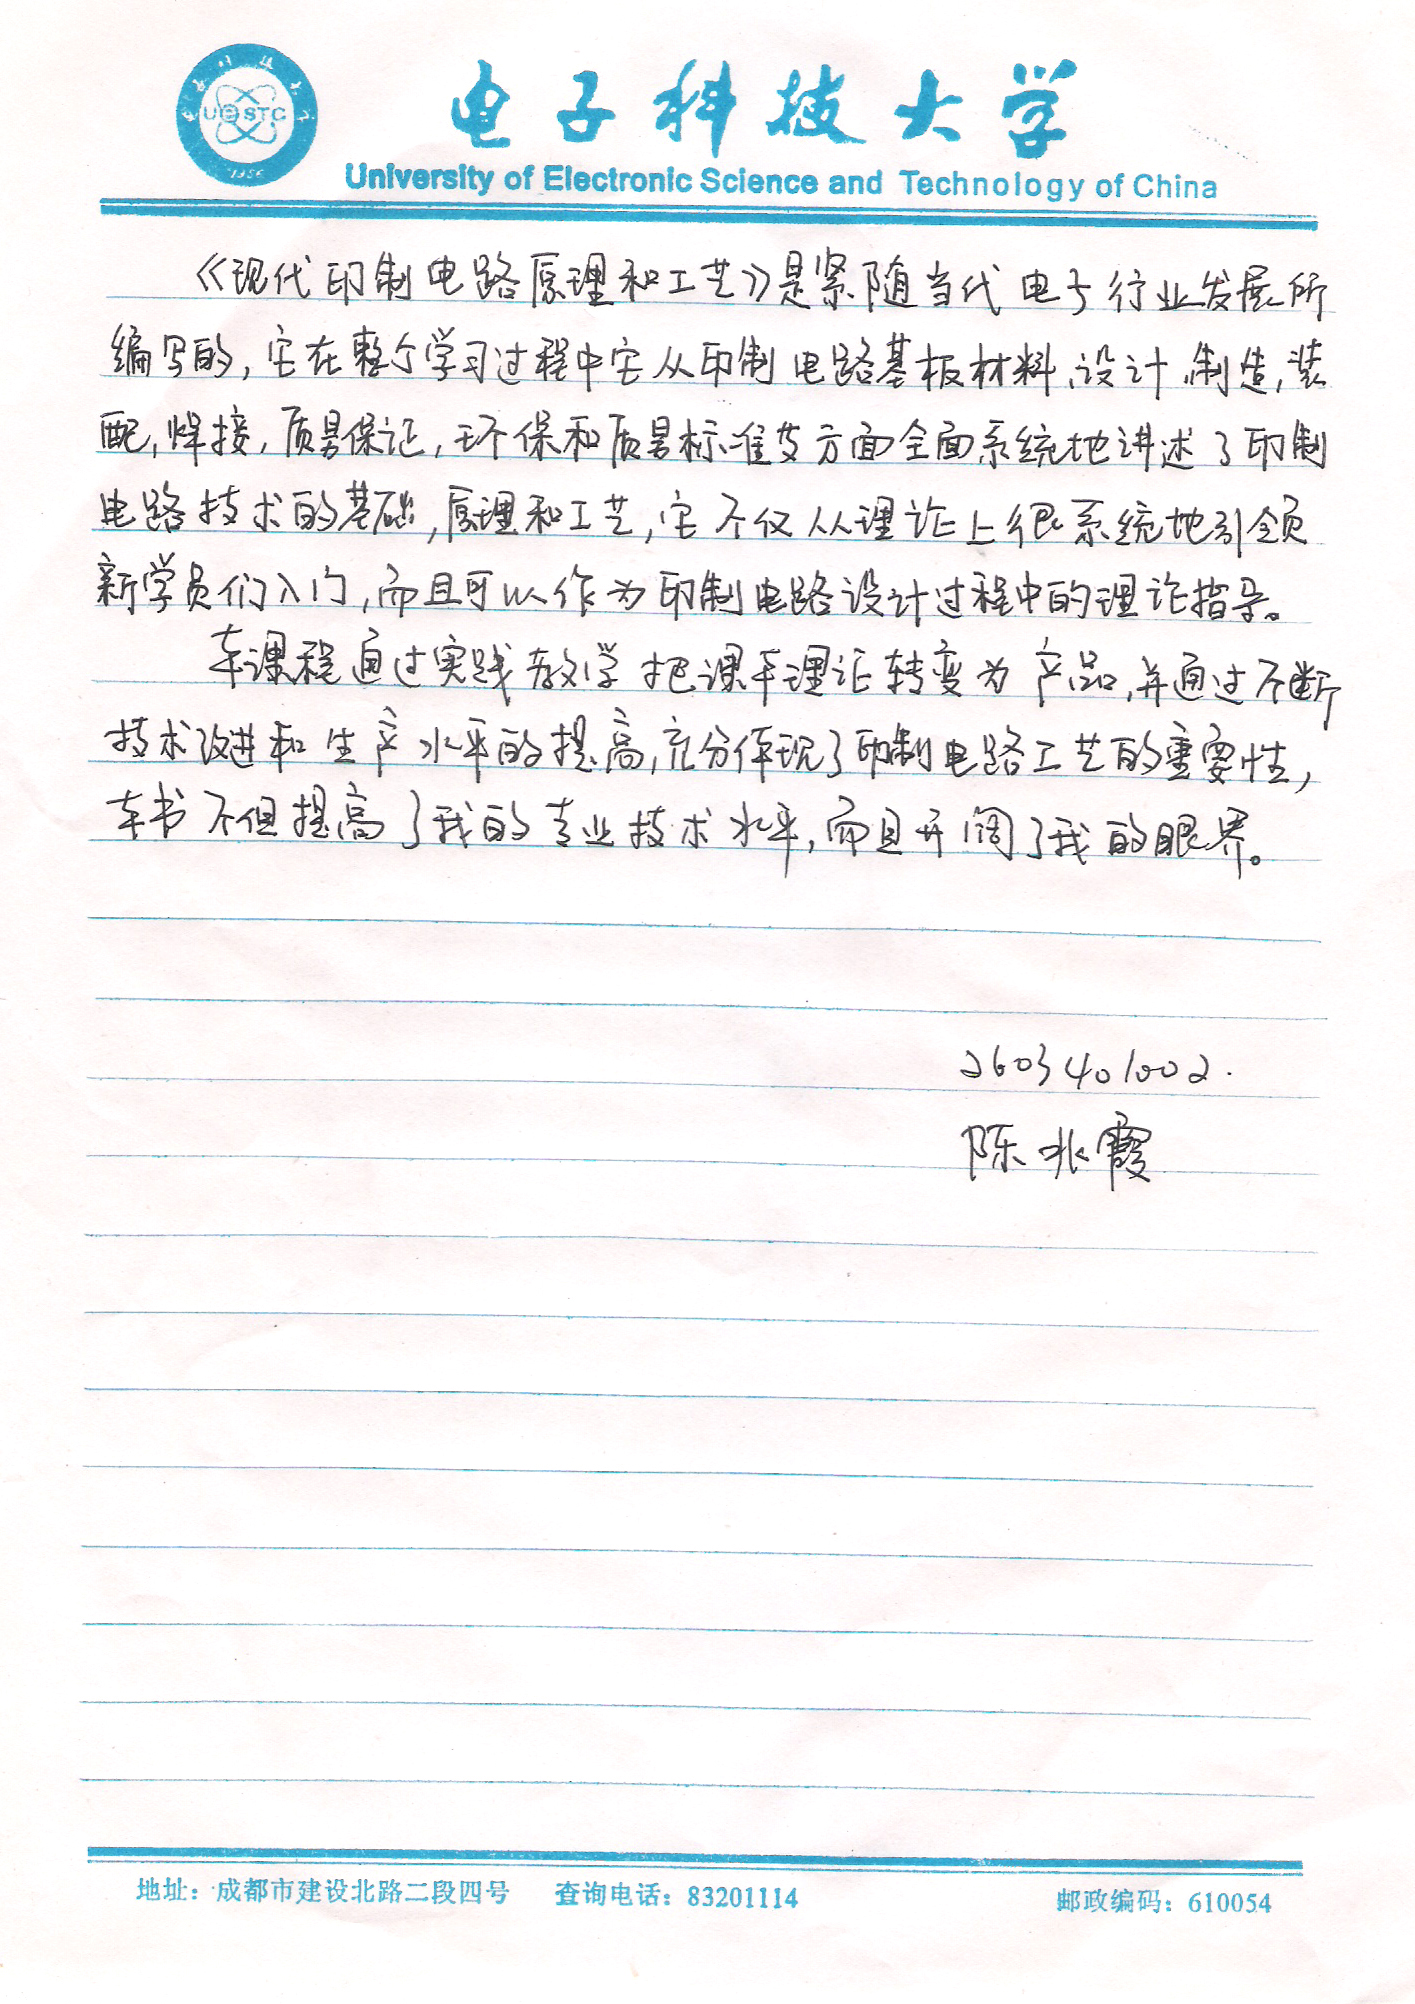 UESTC
1956
电子科技大学
University of Electronic Science and Technology of China
《现代印制电路原理和工艺》是紧随当代电子行业发展所
编写的,它在整个学习过程中它从印制电路基板材料、设计、制造,装
配,焊接,质量保证,环保和质量标准等方面全面系统地讲述了印制
电路技术的基础,原理和工艺,它不仅从理论上很系统地引领
新学员们入门,而且可以作为印制电路设计过程中的理论指导。
本课程通过实践教学把课本理论转变为产品,并通过不断
技术改进和生产水平的提高,充分体现了印制电路工艺的重要性,
本书不但提高了我的专业技术水平,而且开阔了我的眼界。
2603401002.
陈兆霞
地址:成都市建设北路二段四号 查询电话:83201114 邮政编码:610054